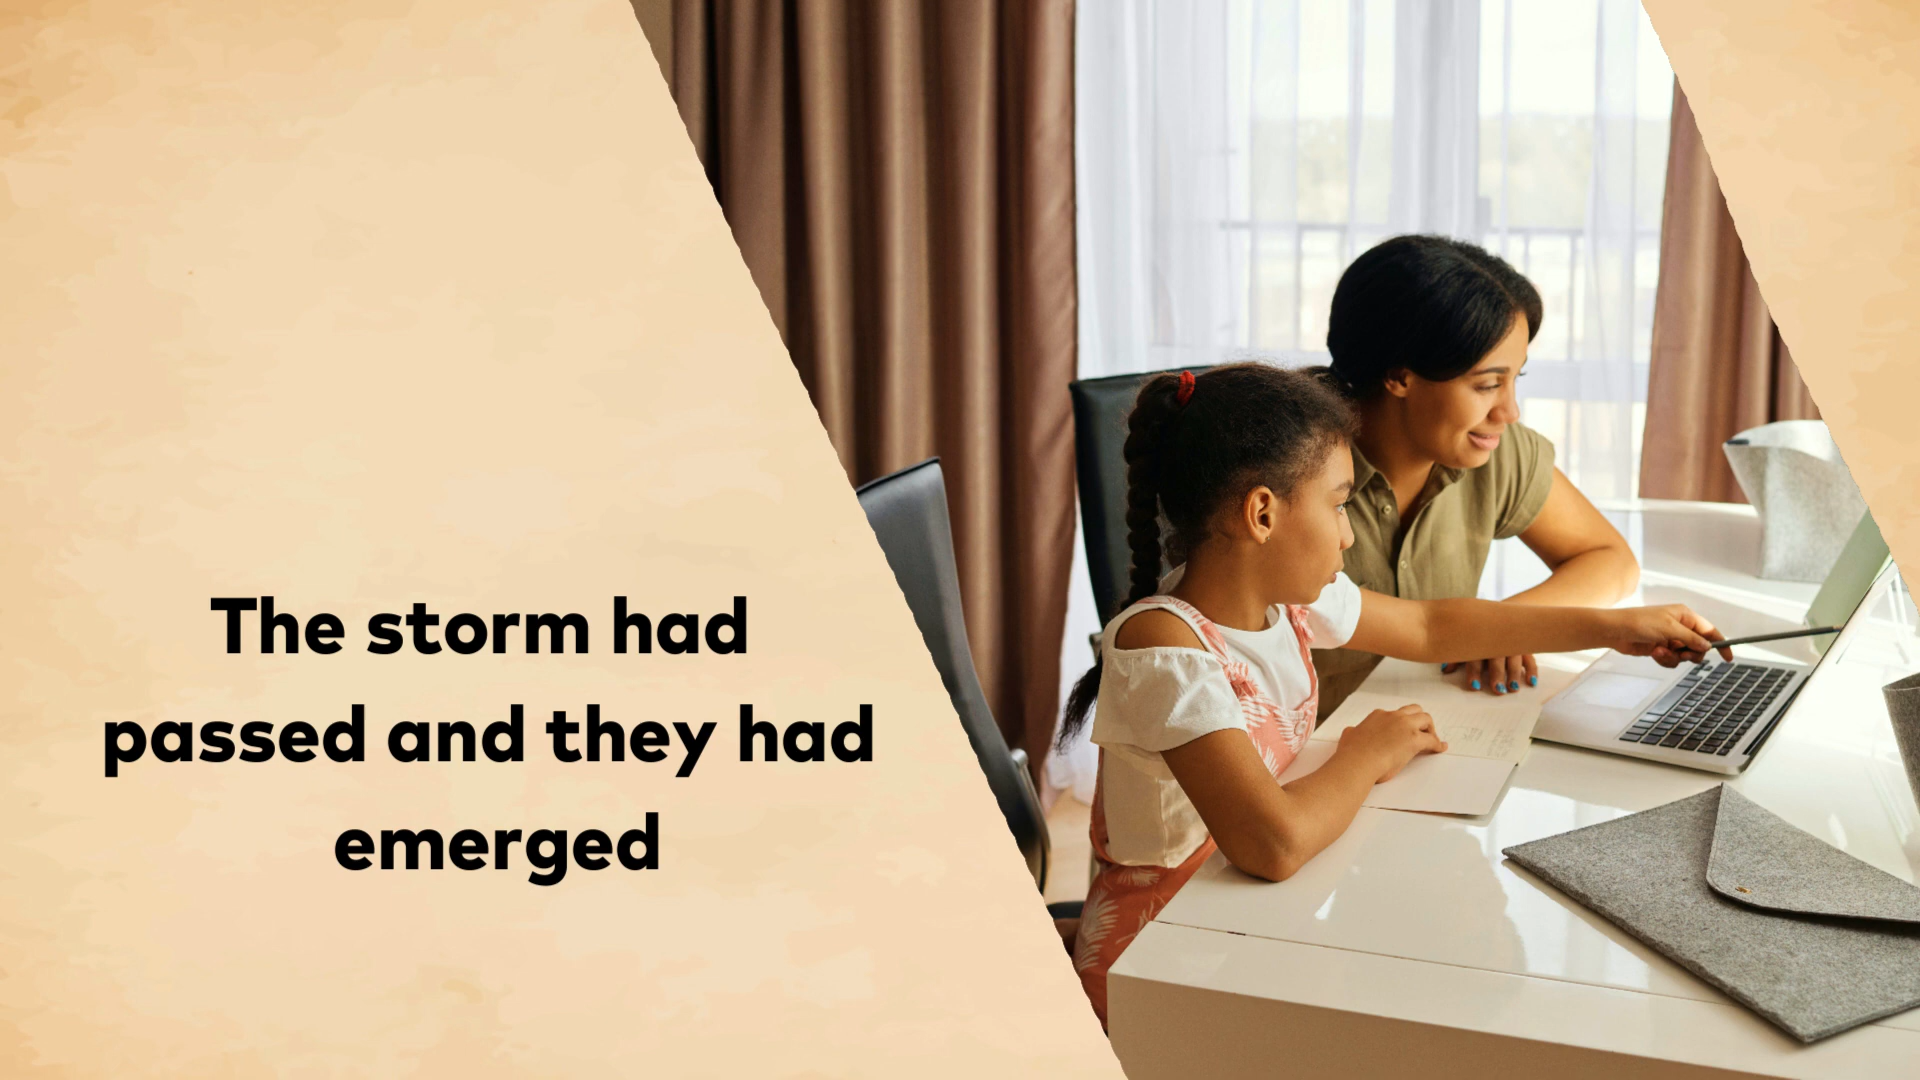 The storm had
passed and they had
emerged